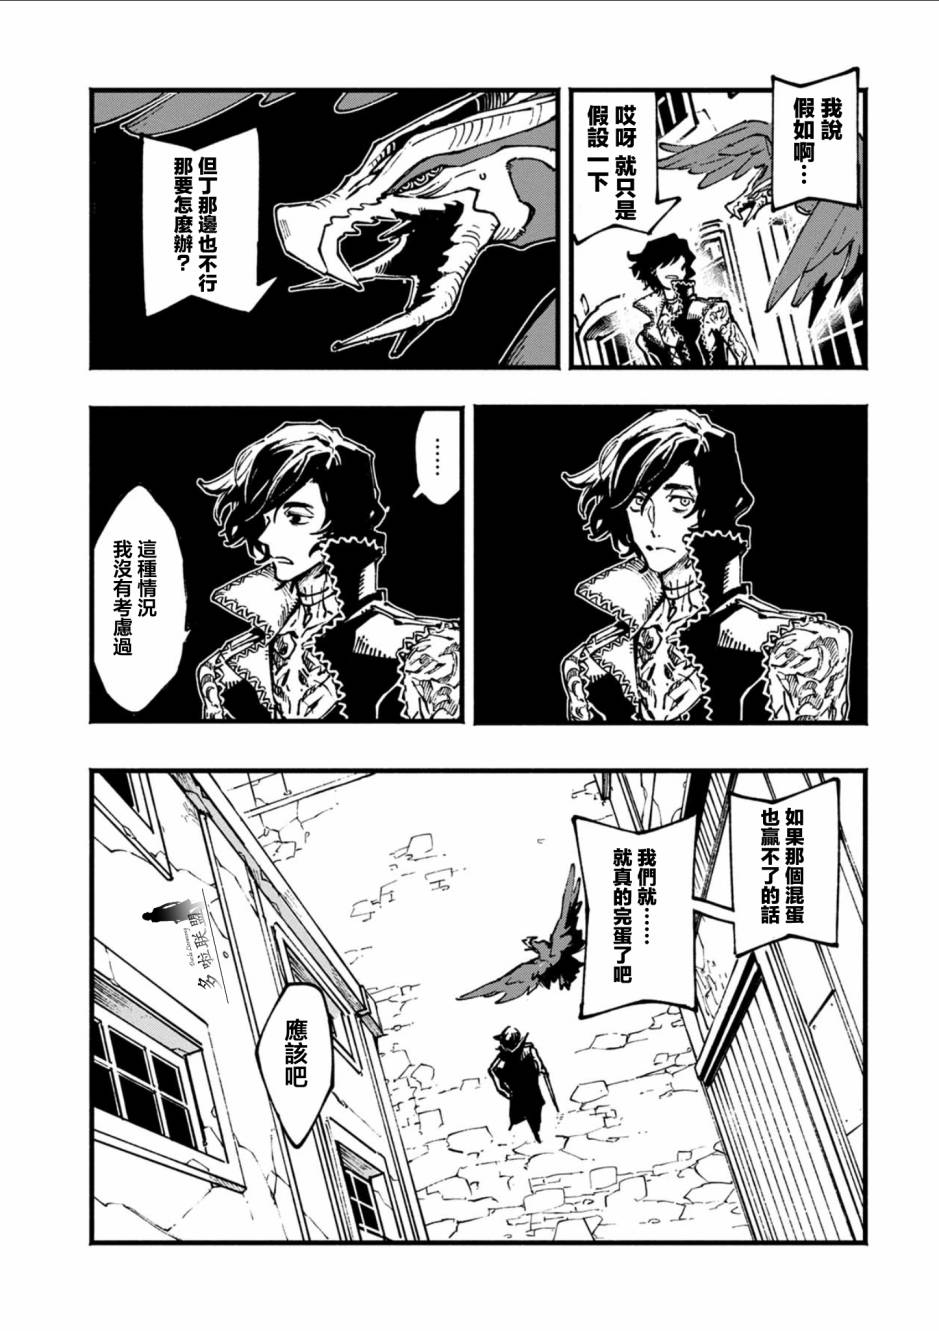 我說
假如啊…
哎呀 就只是
假設 一下
但丁那邊也不行
那要怎麼辦？
……
這種情況
我沒有考慮過
如果那個混蛋
也贏不了的話
我們就……
就真的完蛋了吧
應該吧
多啦联盟